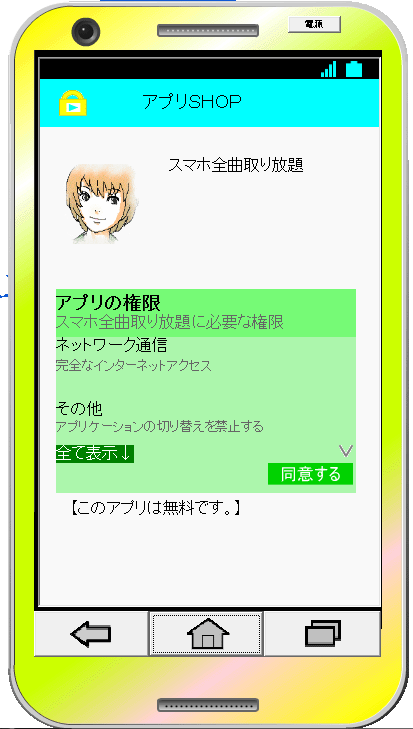 電源
アプリSHOP
スマホ全曲取り放題
アプリの権限
スマホ全曲取り放題に必要な権限
ネットワーク通信
完全なインターネットアクセス
その他
アプリケーションの切り替えを禁止する
全て表示↓
同意する
【このアプリは無料です。】